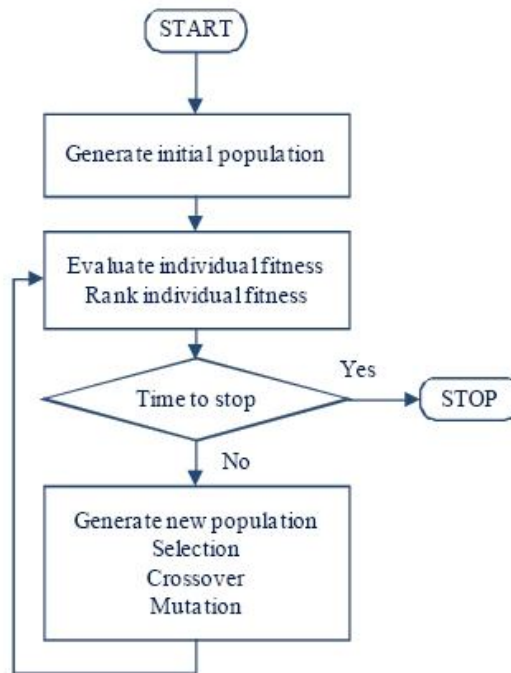 START
Generate initial population
Evaluate individual fitness
Rank individual fitness
Time to stop
Yes
STOP
No
Generate new population
Selection
Crossover
Mutation